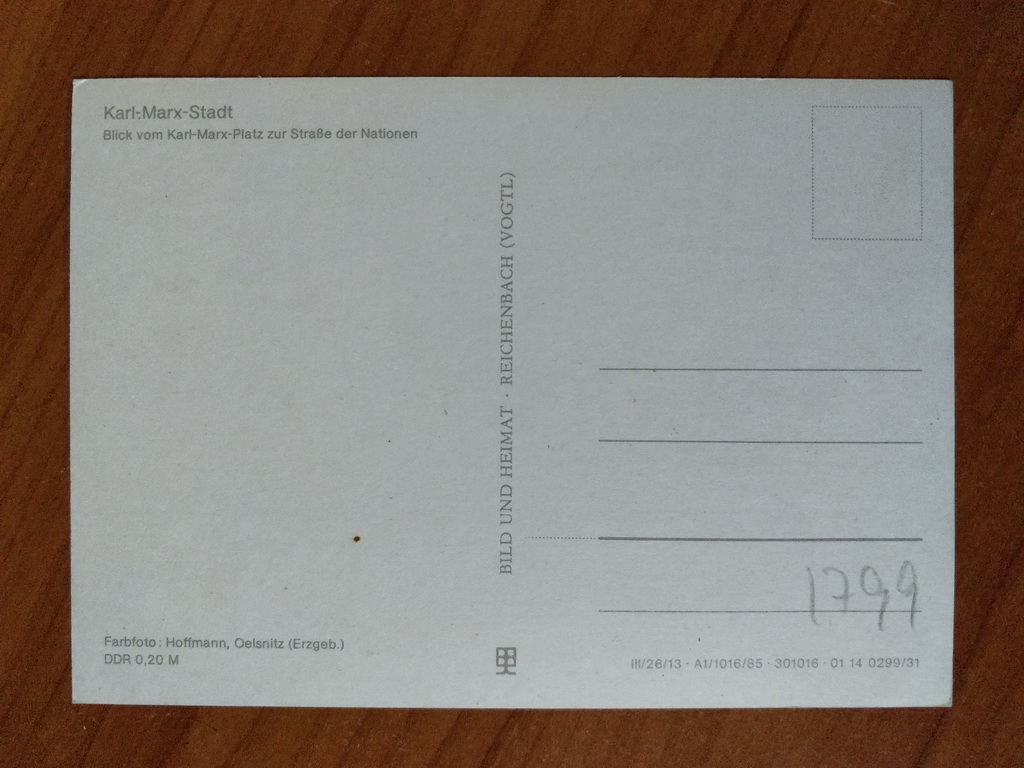 Karl-Marx-Stadt
Blick vom Karl-Marx-Platz zur Straße der Nationen
BILD UND HEIMAT · REICHENBACH (VOGTL)
1799
Farbfoto: Hoffmann, Oelsnitz (Erzgeb.)
DDR 0,20 M
III/26/13 · A1/1016/85 · 301016 · 01 14 0299/31